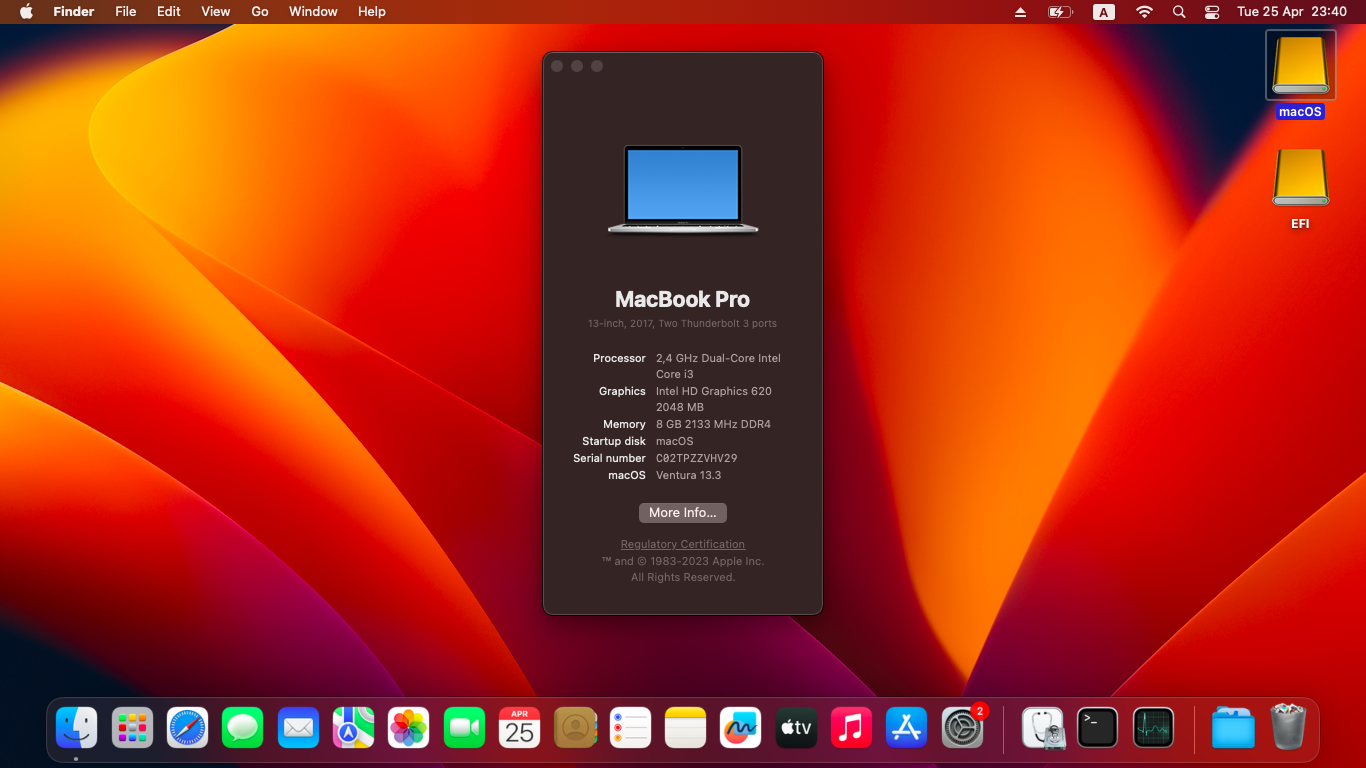 Finder File Edit View Go Window Help A Tue 25 Apr 23:40
macOS
EFI
MacBook Pro
13-inch, 2017, Two Thunderbolt 3 ports
Processor 2,4 GHz Dual-Core Intel
Core i3
Graphics Intel HD Graphics 620
2048 MB
Memory 8 GB 2133 MHz DDR4
Startup disk macOS
Serial number C02TPZZVHV29
macOS Ventura 13.3
More Info...
Regulatory Certification
™ and © 1983-2023 Apple Inc.
All Rights Reserved.
APR
25
tv
2
>_